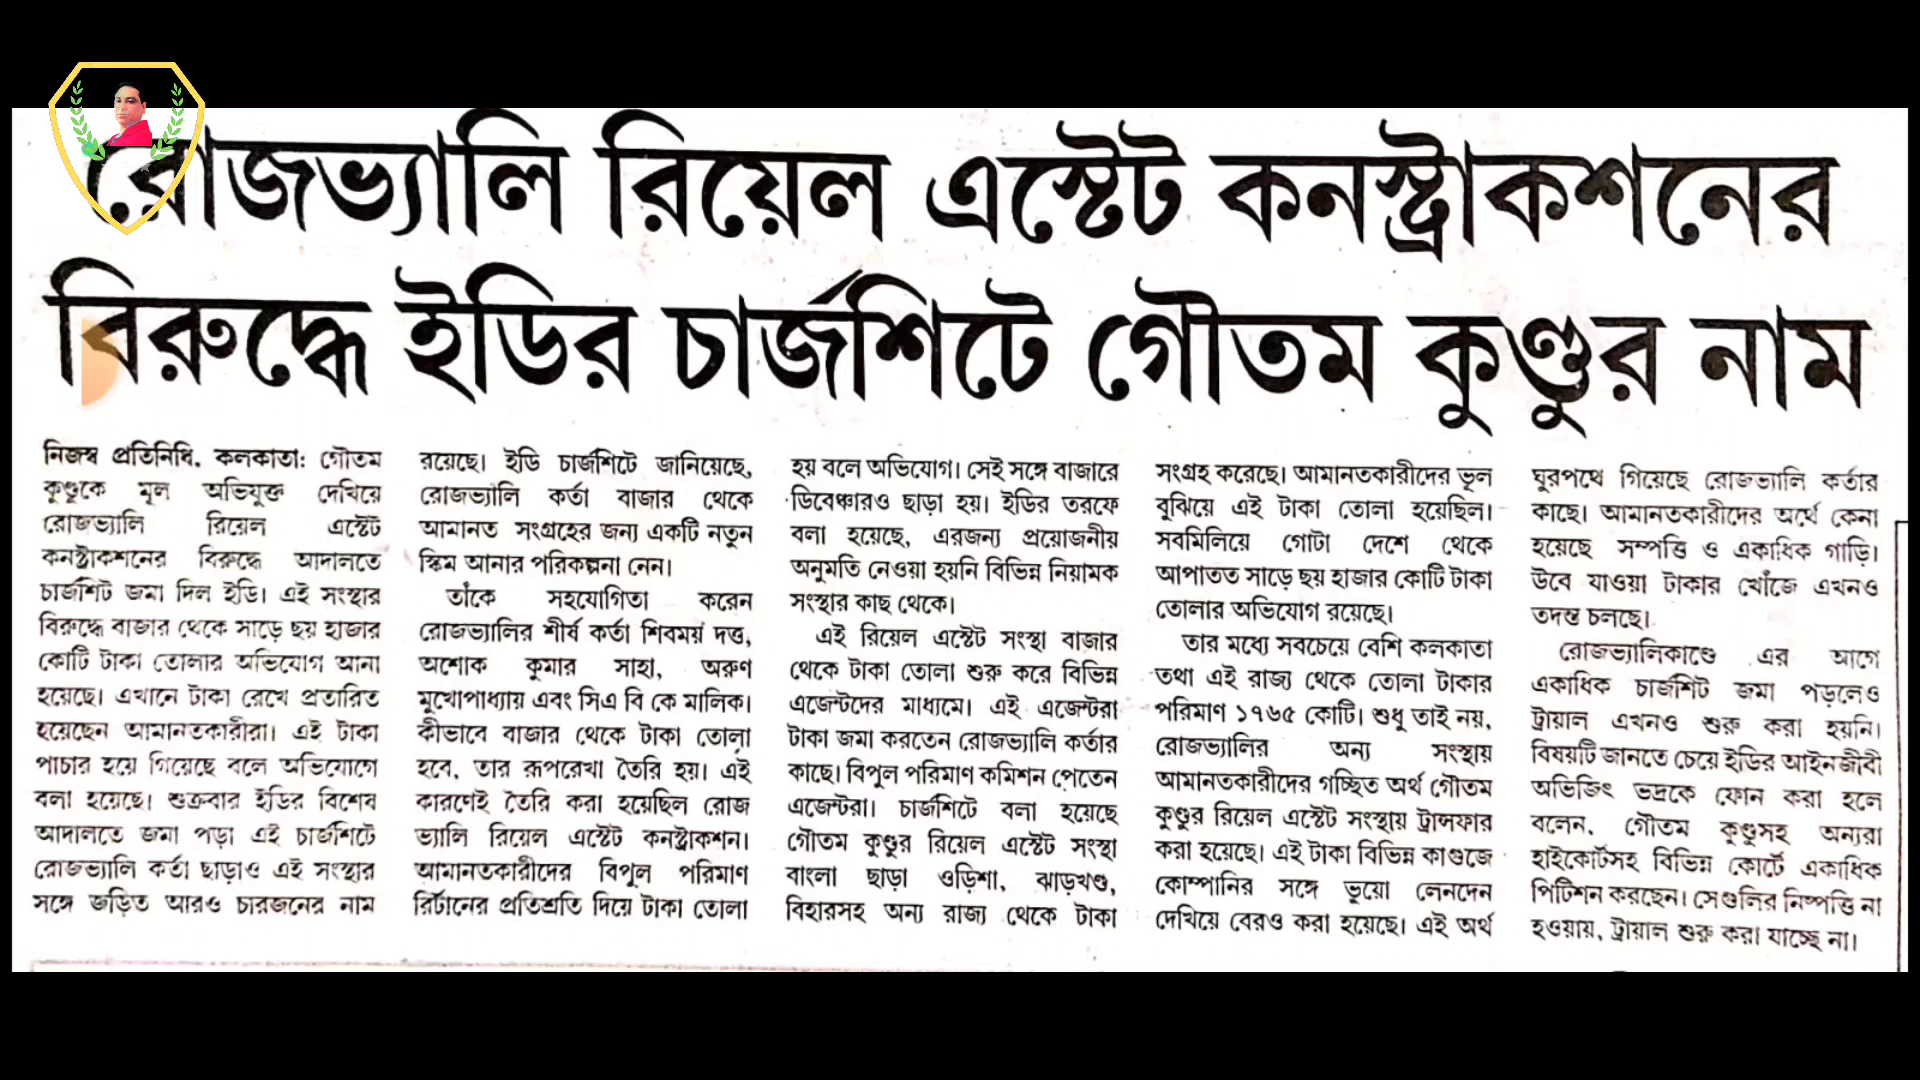 রোজভ্যালি রিয়েল এস্টেট কনস্ট্রাকশনের
বিরুদ্ধে ইডির চার্জশিটে গৌতম কুণ্ডুর নাম
নিজস্ব প্রতিনিধি, কলকাতা: গৌতম
কুণ্ডুকে মূল অভিযুক্ত দেখিয়ে
রোজভ্যালি রিয়েল এস্টেট
কনস্ট্রাকশনের বিরুদ্ধে আদালতে
চার্জশিট জমা দিল ইডি। এই সংস্থার
বিরুদ্ধে বাজার থেকে সাড়ে ছয় হাজার
কোটি টাকা তোলার অভিযোগ আনা
হয়েছে। এখানে টাকা রেখে প্রতারিত
হয়েছেন আমানতকারীরা। এই টাকা
পাচার হয়ে গিয়েছে বলে অভিযোগে
বলা হয়েছে। শুক্রবার ইডির বিশেষ
আদালতে জমা পড়া এই চার্জশিটে
রোজভ্যালি কর্তা ছাড়াও এই সংস্থার
সঙ্গে জড়িত আরও চারজনের নাম
রয়েছে। ইডি চার্জশিটে জানিয়েছে,
রোজভ্যালি কর্তা বাজার থেকে
আমানত সংগ্রহের জন্য একটি নতুন
স্কিম আনার পরিকল্পনা নেন।
তাঁকে সহযোগিতা করেন
রোজভ্যালির শীর্ষ কর্তা শিবময় দত্ত,
অশোক কুমার সাহা, অরুণ
মুখোপাধ্যায় এবং সিএ বি কে মালিক।
কীভাবে বাজার থেকে টাকা তোলা
হবে, তার রূপরেখা তৈরি হয়। এই
কারণেই তৈরি করা হয়েছিল রোজ
ভ্যালি রিয়েল এস্টেট কনস্ট্রাকশন।
আমানতকারীদের বিপুল পরিমাণ
রির্টানের প্রতিশ্রুতি দিয়ে টাকা তোলা
হয় বলে অভিযোগ। সেই সঙ্গে বাজারে
ডিবেঞ্চারও ছাড়া হয়। ইডির তরফে
বলা হয়েছে, এরজন্য প্রয়োজনীয়
অনুমতি নেওয়া হয়নি বিভিন্ন নিয়ামক
সংস্থার কাছ থেকে।
এই রিয়েল এস্টেট সংস্থা বাজার
থেকে টাকা তোলা শুরু করে বিভিন্ন
এজেন্টদের মাধ্যমে। এই এজেন্টরা
টাকা জমা করতেন রোজভ্যালি কর্তার
কাছে। বিপুল পরিমাণ কমিশন পেতেন
এজেন্টরা। চার্জশিটে বলা হয়েছে
গৌতম কুণ্ডুর রিয়েল এস্টেট সংস্থা
বাংলা ছাড়া ওড়িশা, ঝাড়খণ্ড,
বিহারসহ অন্য রাজ্য থেকে টাকা
সংগ্রহ করেছে। আমানতকারীদের ভুল
বুঝিয়ে এই টাকা তোলা হয়েছিল।
সবমিলিয়ে গোটা দেশে থেকে
আপাতত সাড়ে ছয় হাজার কোটি টাকা
তোলার অভিযোগ রয়েছে।
তার মধ্যে সবচেয়ে বেশি কলকাতা
তথা এই রাজ্য থেকে তোলা টাকার
পরিমাণ ১৭৬৫ কোটি। শুধু তাই নয়,
রোজভ্যালির অন্য সংস্থায়
আমানতকারীদের গচ্ছিত অর্থ গৌতম
কুণ্ডুর রিয়েল এস্টেট সংস্থায় ট্রান্সফার
করা হয়েছে। এই টাকা বিভিন্ন কাগুজে
কোম্পানির সঙ্গে ভুয়ো লেনদেন
দেখিয়ে বেরও করা হয়েছে। এই অর্থ
ঘুরপথে গিয়েছে রোজভ্যালি কর্তার
কাছে। আমানতকারীদের অর্থে কেনা
হয়েছে সম্পত্তি ও একাধিক গাড়ি।
উবে যাওয়া টাকার খোঁজে এখনও
তদন্ত চলছে।
রোজভ্যালিকাণ্ডে এর আগে
একাধিক চার্জশিট জমা পড়লেও
ট্রায়াল এখনও শুরু করা হয়নি।
বিষয়টি জানতে চেয়ে ইডির আইনজীবী
অভিজিৎ ভদ্রকে ফোন করা হলে
বলেন, গৌতম কুণ্ডুসহ অন্যরা
হাইকোর্টসহ বিভিন্ন কোর্টে একাধিক
পিটিশন করছেন। সেগুলির নিষ্পত্তি না
হওয়ায়, ট্রায়াল শুরু করা যাচ্ছে না।